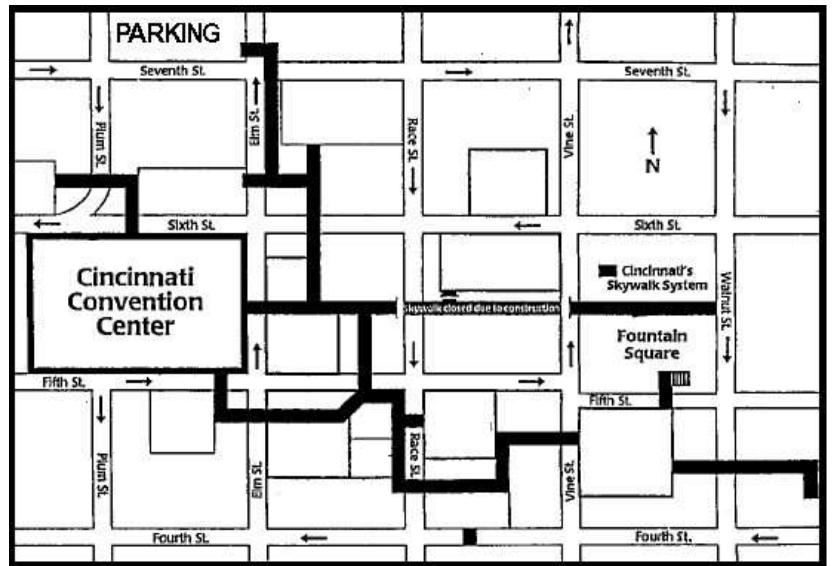 PARKING
Seventh St.
Seventh St.
Plum St.
Elm St.
Race St.
Vine St.
N
Sixth St.
Sixth St.
Cincinnati
Convention
Center
Cincinnati's
Skywalk System
skywalk closed due to construction
Walnut St.
Fountain
Square
Fifth St.
Fifth St.
Plum St.
Elm St.
Race St.
Vine St.
Fourth St.
Fourth St.